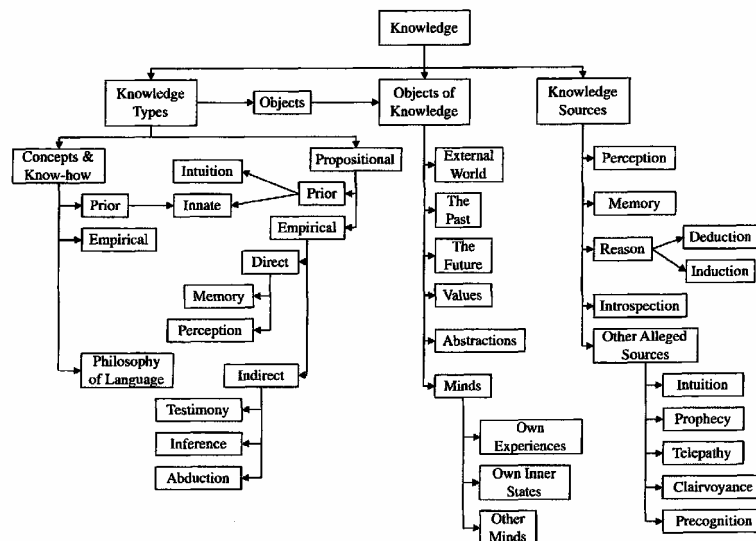 Knowledge
Knowledge
Types
Objects
Objects of
Knowledge
Knowledge
Sources
Concepts &
Know-how
Propositional
Intuition
Prior
Innate
Prior
Empirical
Empirical
Direct
Memory
Perception
Philosophy
of Language
Indirect
Testimony
Inference
Abduction
External
World
The
Past
The
Future
Values
Abstractions
Minds
Own
Experiences
Own Inner
States
Other
Minds
Perception
Memory
Reason
Deduction
Induction
Introspection
Other Alleged
Sources
Intuition
Prophecy
Telepathy
Clairvoyance
Precognition